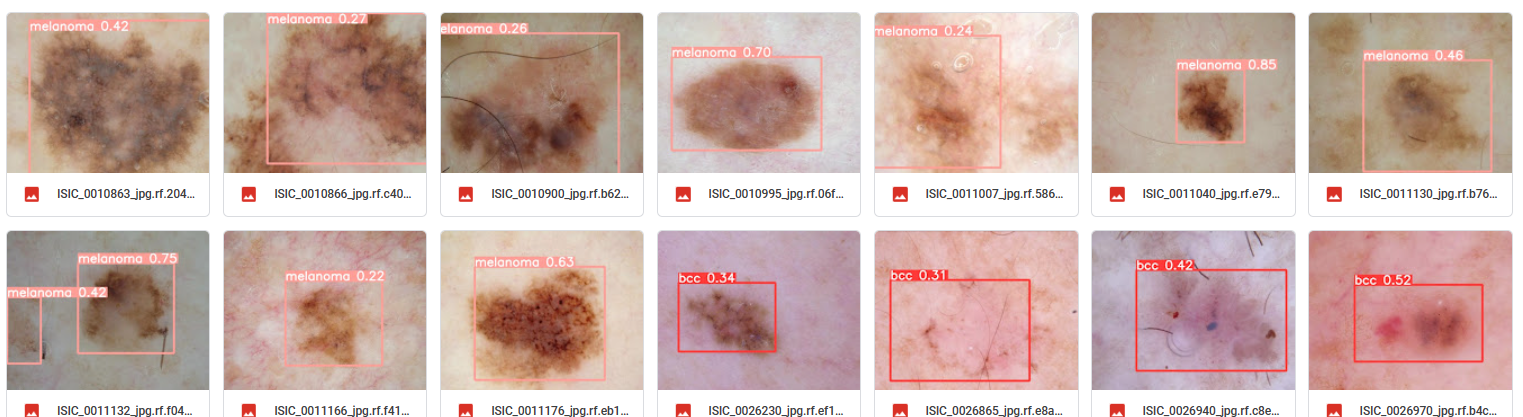 melanoma 0.42
melanoma 0.27
elanoma 0.26
melanoma 0.70
melanoma 0.24
melanoma 0.85
melanoma 0.46
ISIC_0010863_jpg.rf.204...
ISIC_0010866_jpg.rf.c40...
ISIC_0010900_jpg.rf.b62...
ISIC_0010995_jpg.rf.06f...
ISIC_0011007_jpg.rf.586...
ISIC_0011040_jpg.rf.e79...
ISIC_0011130_jpg.rf.b76...
melanoma 0.75
melanoma 0.42
melanoma 0.22
melanoma 0.63
bcc 0.34
bcc 0.31
bcc 0.42
bcc 0.52
ISIC_0011132_jpg.rf.f04...
ISIC_0011166_jpg.rf.f41...
ISIC_0011176_jpg.rf.eb1...
ISIC_0026230_jpg.rf.ef1...
ISIC_0026865_jpg.rf.e8a...
ISIC_0026940_jpg.rf.c8e...
ISIC_0026970_jpg.rf.b4c...